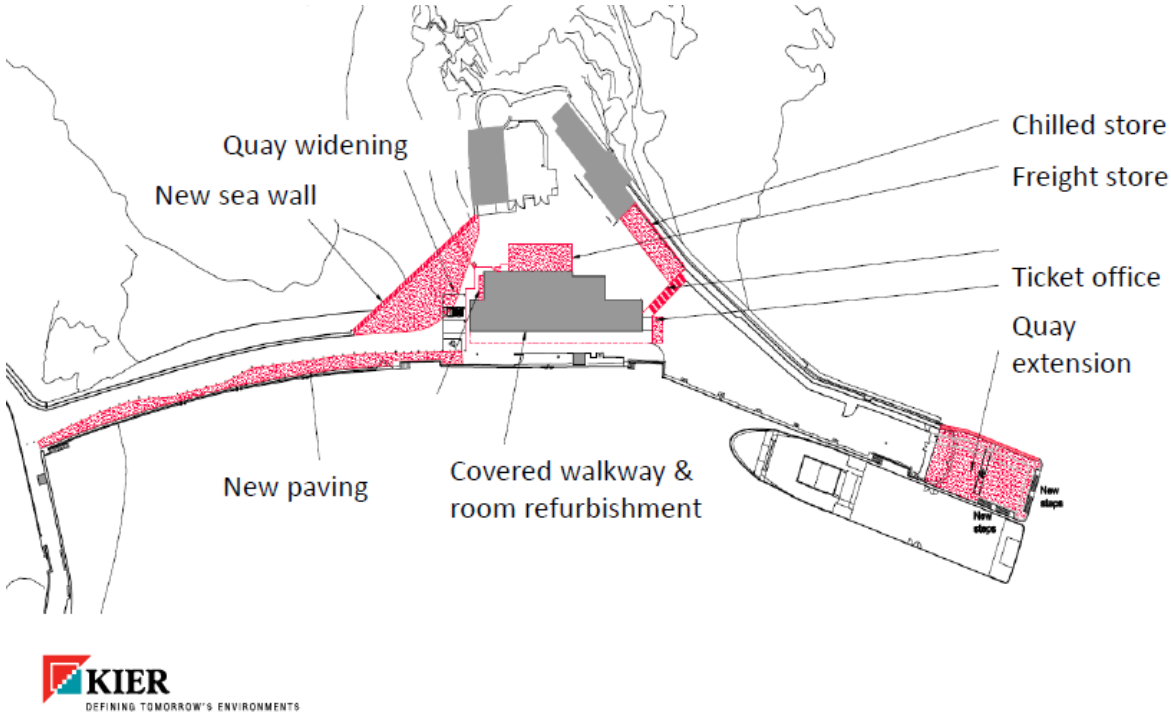 Quay widening
New sea wall
Chilled store
Freight store
Ticket office
Quay
extension
New paving
Covered walkway &
room refurbishment
New
steps
New
steps
KIER
DEFINING TOMORROW'S ENVIRONMENTS